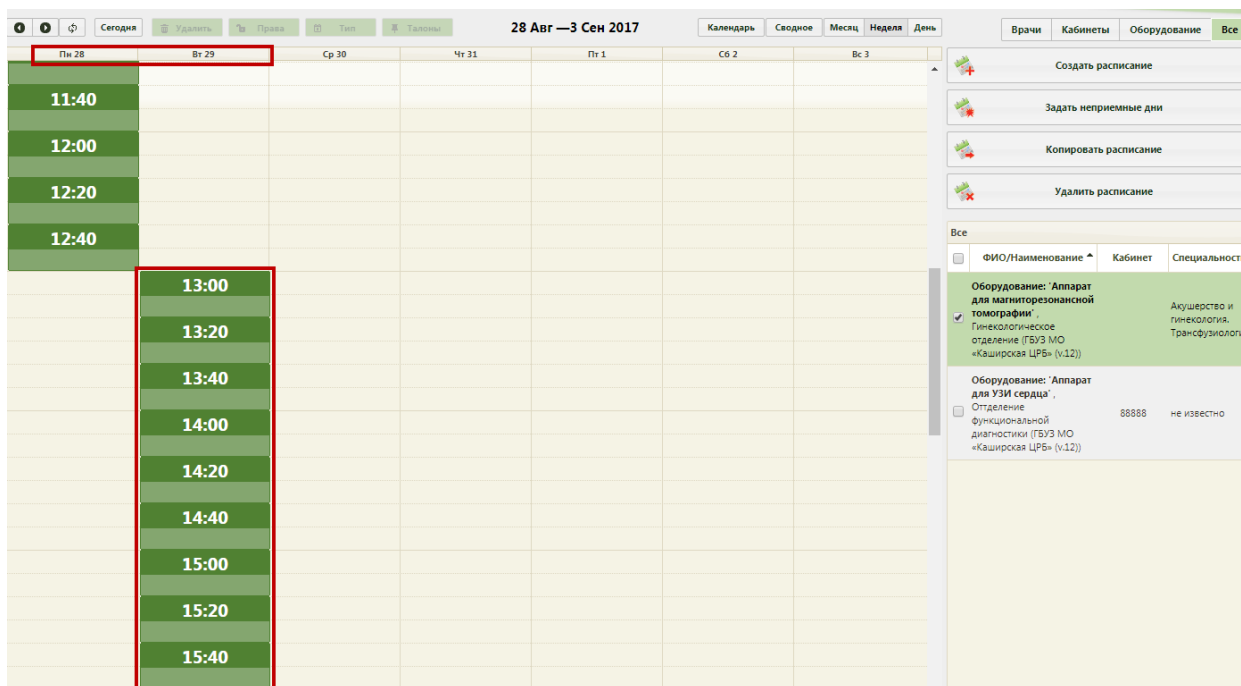 Сегодня Удалить Права Тип Талоны 28 Авг —3 Сен 2017 Календарь Сводное Месяц Неделя День Врачи Кабинеты Оборудование Все
Пн 28 Вт 29 Ср 30 Чт 31 Пт 1 Сб 2 Вс 3
11:40
12:00
12:20
12:40
13:00
13:20
13:40
14:00
14:20
14:40
15:00
15:20
15:40
Создать расписание
Задать неприемные дни
Копировать расписание
Удалить расписание
Все
ФИО/Наименование Кабинет Специальност
Оборудование: 'Аппарат
для магниторезонансной
томографии' ,
Гинекологическое
отделение (ГБУЗ МО
«Каширская ЦРБ» (v.12))
Акушерство и
гинекология.
Трансфузиологи
Оборудование: 'Аппарат
для УЗИ сердца' ,
Отгделение
функциональной
диагностики (ГБУЗ МО
«Каширская ЦРБ» (v.12))
88888
не известно